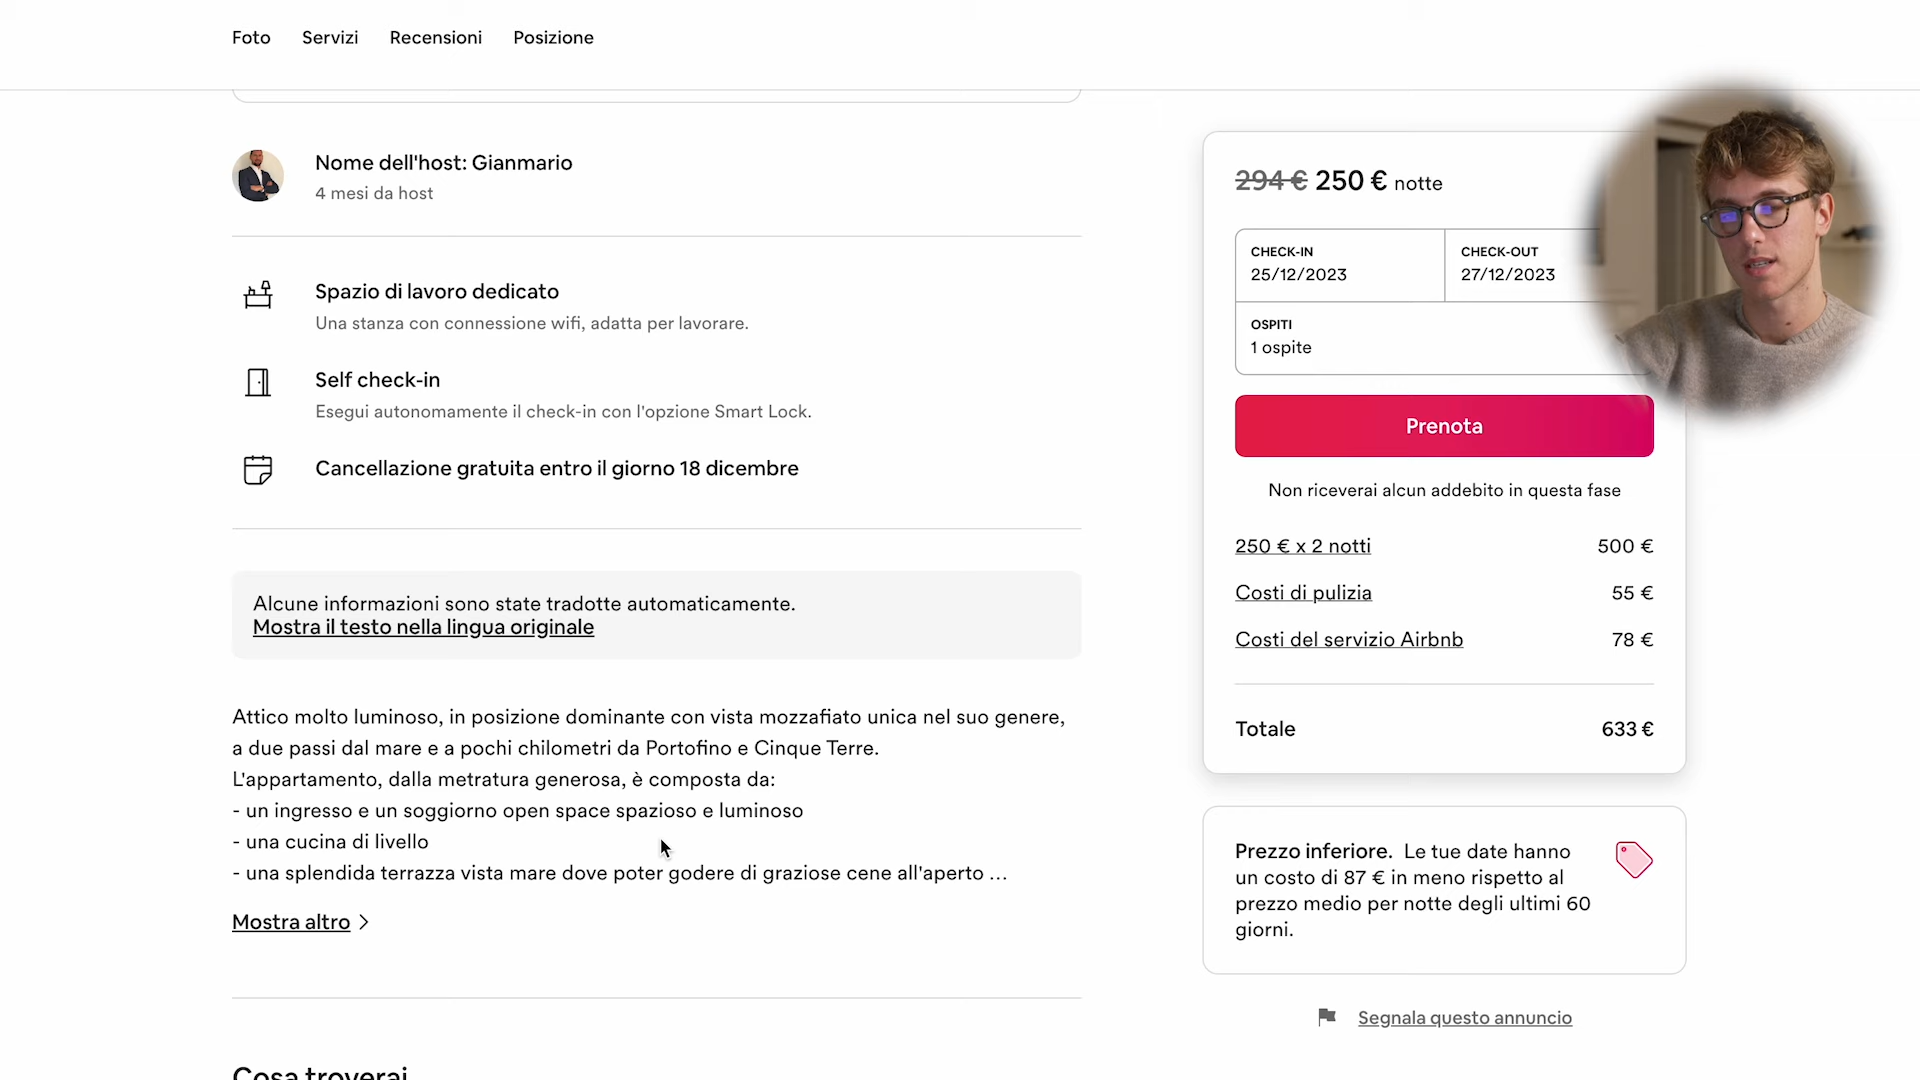 Foto Servizi Recensioni Posizione
Nome dell'host: Gianmario
4 mesi da host
Spazio di lavoro dedicato
Una stanza con connessione wifi, adatta per lavorare.
Self check-in
Esegui autonomamente il check-in con l'opzione Smart Lock.
Cancellazione gratuita entro il giorno 18 dicembre
Alcune informazioni sono state tradotte automaticamente.
Mostra il testo nella lingua originale
Attico molto luminoso, in posizione dominante con vista mozzafiato unica nel suo genere,
a due passi dal mare e a pochi chilometri da Portofino e Cinque Terre.
L'appartamento, dalla metratura generosa, è composta da:
- un ingresso e un soggiorno open space spazioso e luminoso
- una cucina di livello
- una splendida terrazza vista mare dove poter godere di graziose cene all'aperto ...
Mostra altro
Cosa troverai
294 € 250 € notte
CHECK-IN
25/12/2023
CHECK-OUT
27/12/2023
OSPITI
1 ospite
Prenota
Non riceverai alcun addebito in questa fase
250 € x 2 notti 500 €
Costi di pulizia 55 €
Costi del servizio Airbnb 78 €
Totale 633 €
Prezzo inferiore. Le tue date hanno
un costo di 87 € in meno rispetto al
prezzo medio per notte degli ultimi 60
giorni.
Segnala questo annuncio